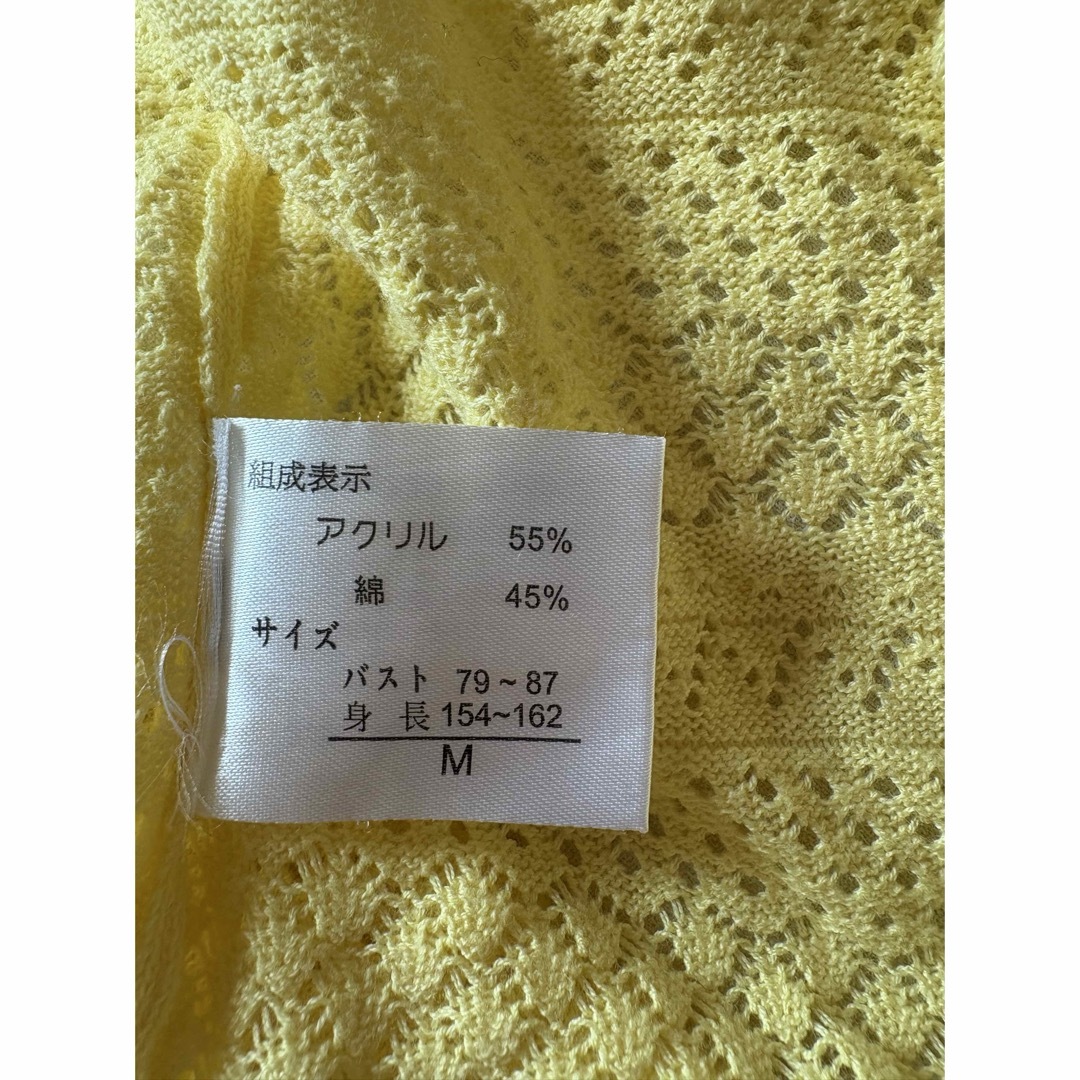 組成表示
アクリル 55%
綿 45%
サイズ
バスト 79~87
身 長 154~162
M